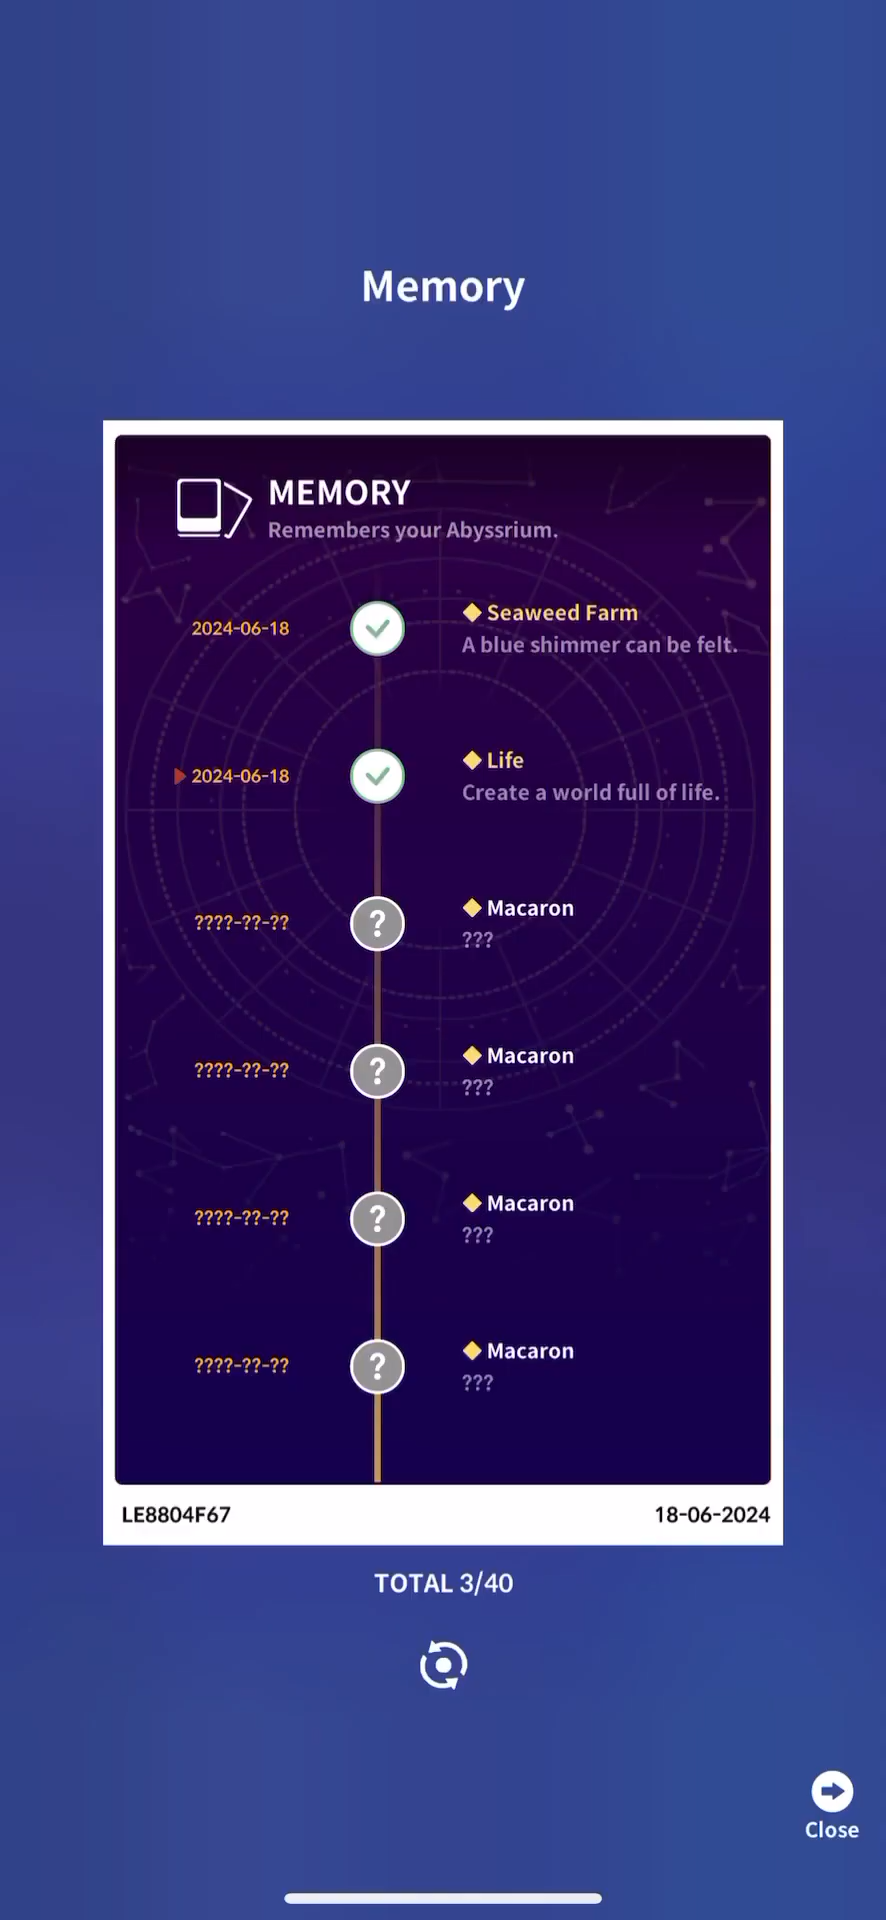 Memory
MEMORY
Remembers your Abyssrium.
2024-06-18
Seaweed Farm
A blue shimmer can be felt.
2024-06-18
Life
Create a world full of life.
????-??-??
?
Macaron
???
????-??-??
?
Macaron
???
????-??-??
?
Macaron
???
????-??-??
?
Macaron
???
LE8804F67
18-06-2024
TOTAL 3/40
Close